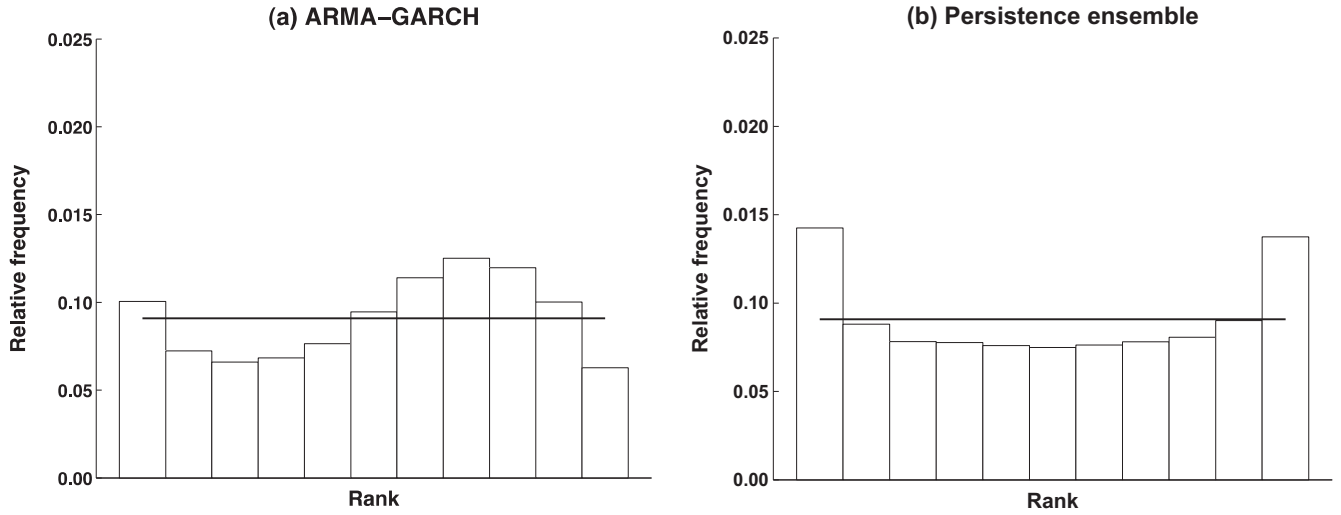 (a) ARMA–GARCH
0.025
0.020
0.015
0.10
0.05
0.00
Relative frequency
Rank
(b) Persistence ensemble
0.025
0.020
0.015
0.10
0.05
0.00
Relative frequency
Rank